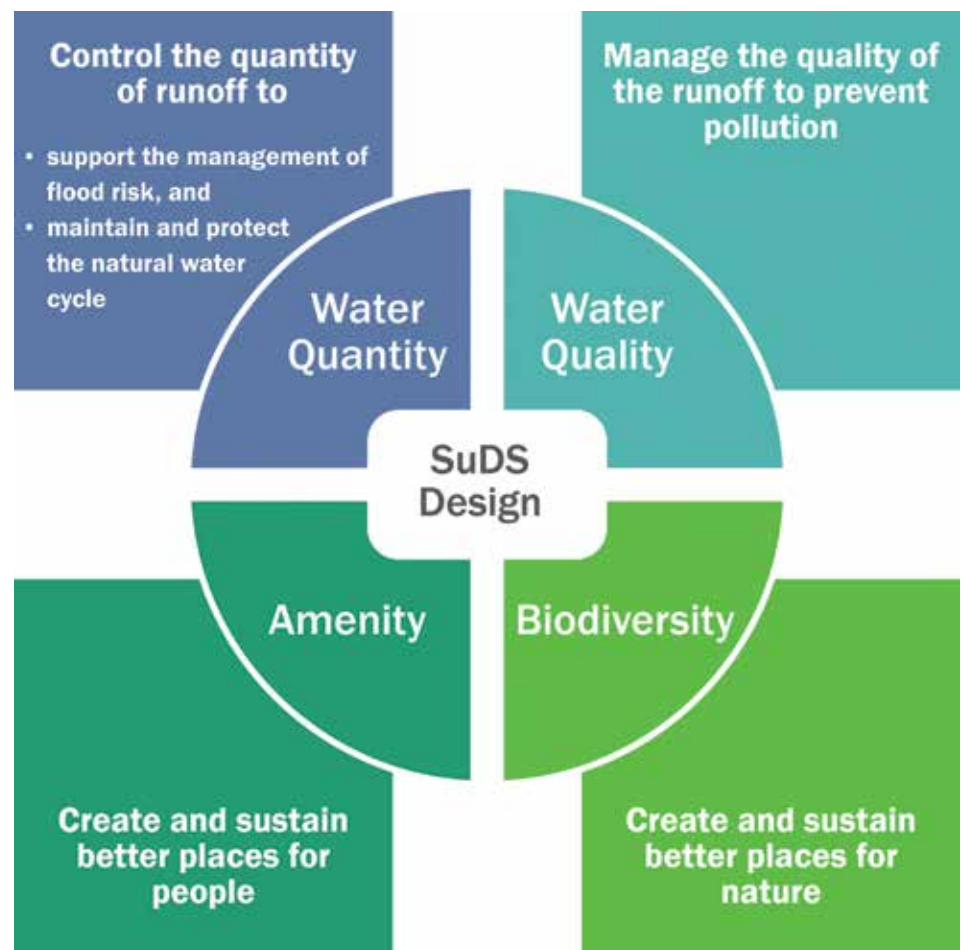 Control the quantity
of runoff to
• support the management of
flood risk, and
• maintain and protect
the natural water
cycle
Water
Quantity
Manage the quality of
the runoff to prevent
pollution
Water
Quality
SuDS
Design
Amenity
Create and sustain
better places for
people
Biodiversity
Create and sustain
better places for
nature